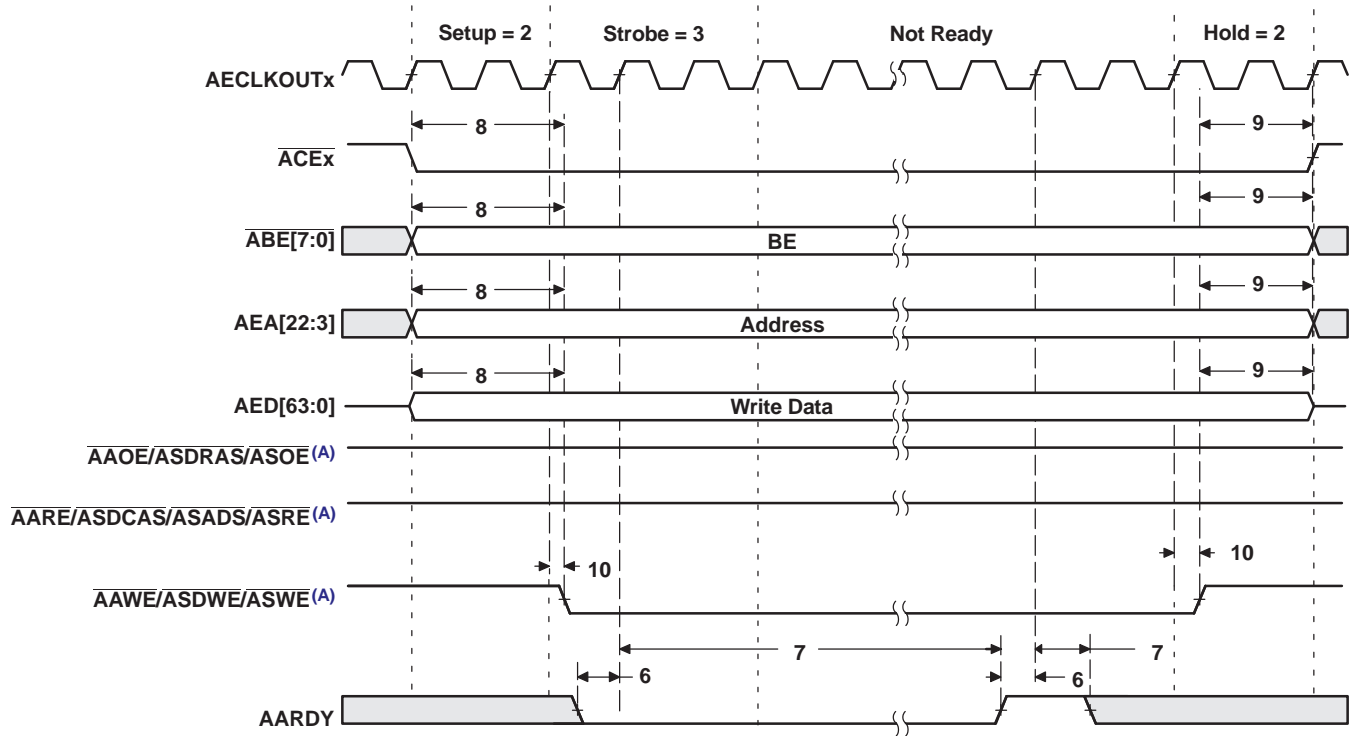 Setup = 2 Strobe = 3 Not Ready Hold = 2
AECLKOUTx
8 9
ACEx
8 9
ABE[7:0] BE
8 9
AEA[22:3] Address
8 9
AED[63:0] Write Data
AAOE/ASDRAS/ASOE(A)
AARE/ASDCAS/ASADS/ASRE(A)
10 10
AAWE/ASDWE/ASWE(A)
7 7
6 6
AARDY